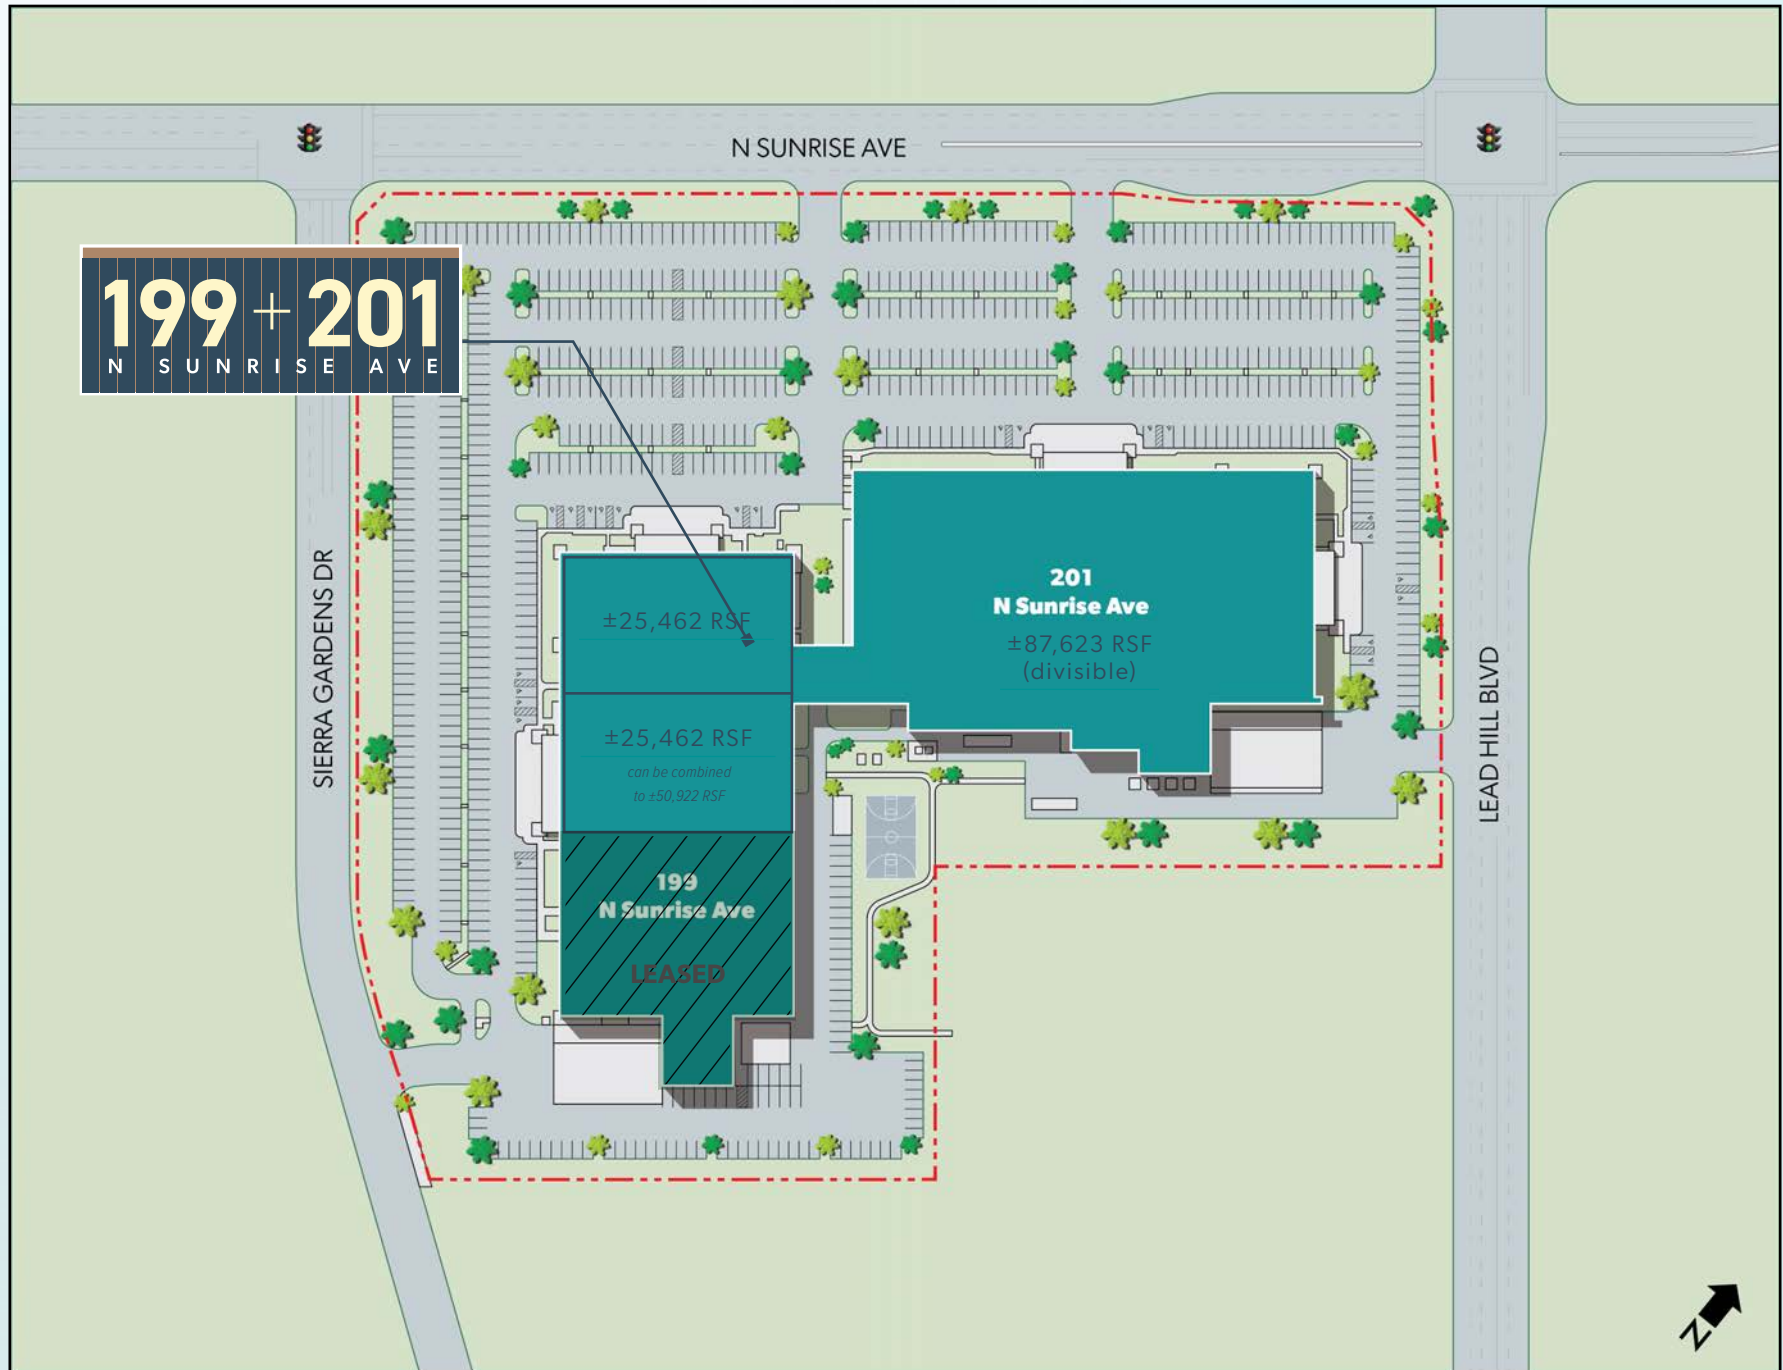 N SUNRISE AVE
199 + 201
N SUNRISE AVE
SIERRA GARDENS DR
±25,462 RSF
±25,462 RSF
can be combined
to ±50,922 RSF
199
N Sunrise Ave
LEASED
201
N Sunrise Ave
±87,623 RSF
(divisible)
LEAD HILL BLVD
N